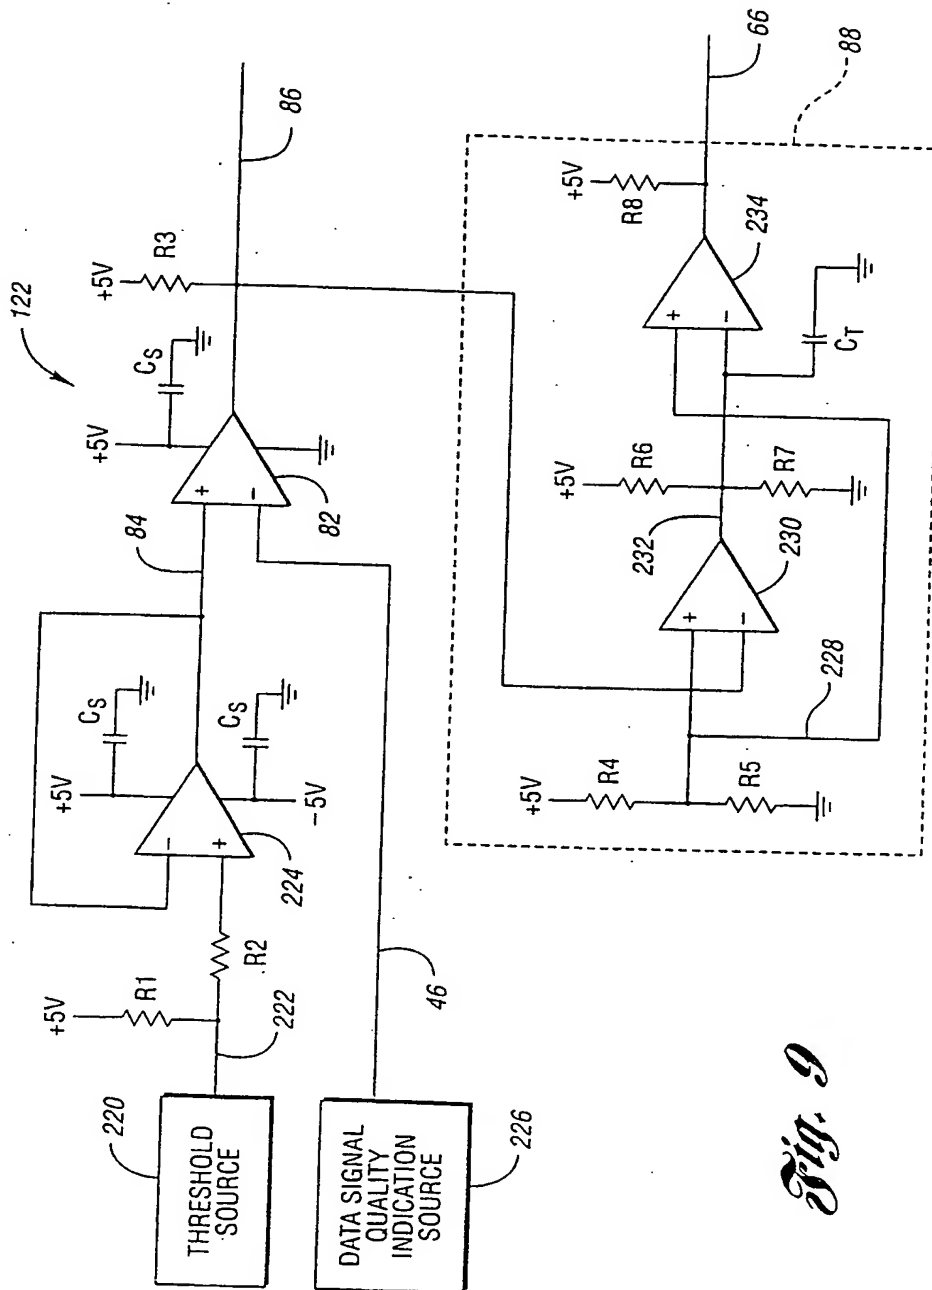 122
+5V
CS
+5V
R3
86
84
+
−
82
+5V
CS
−
+
224
CS
−5V
+5V
R1
R2
222
220
THRESHOLD
SOURCE
46
226
DATA SIGNAL
QUALITY
INDICATION
SOURCE
66
88
+5V
R8
234
+
−
CT
+5V
R6
R7
232
230
+
−
228
+5V
R4
R5
Fig. 9